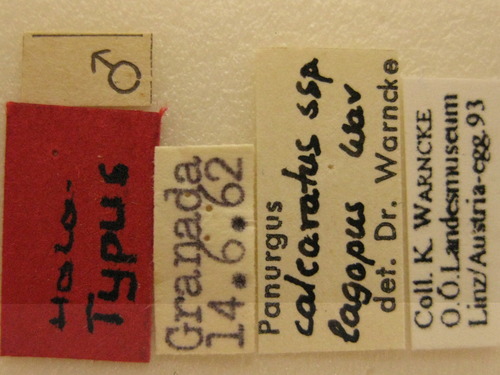 ♂
Holo-
Typus
Granada
14.6.62
Panurgus
calcaratus ssp
lagopus War
det. Dr. Warncke
Coll. K. WARNCKE
O.Ö.Landesmuseum
Linz/Austria-egg.93